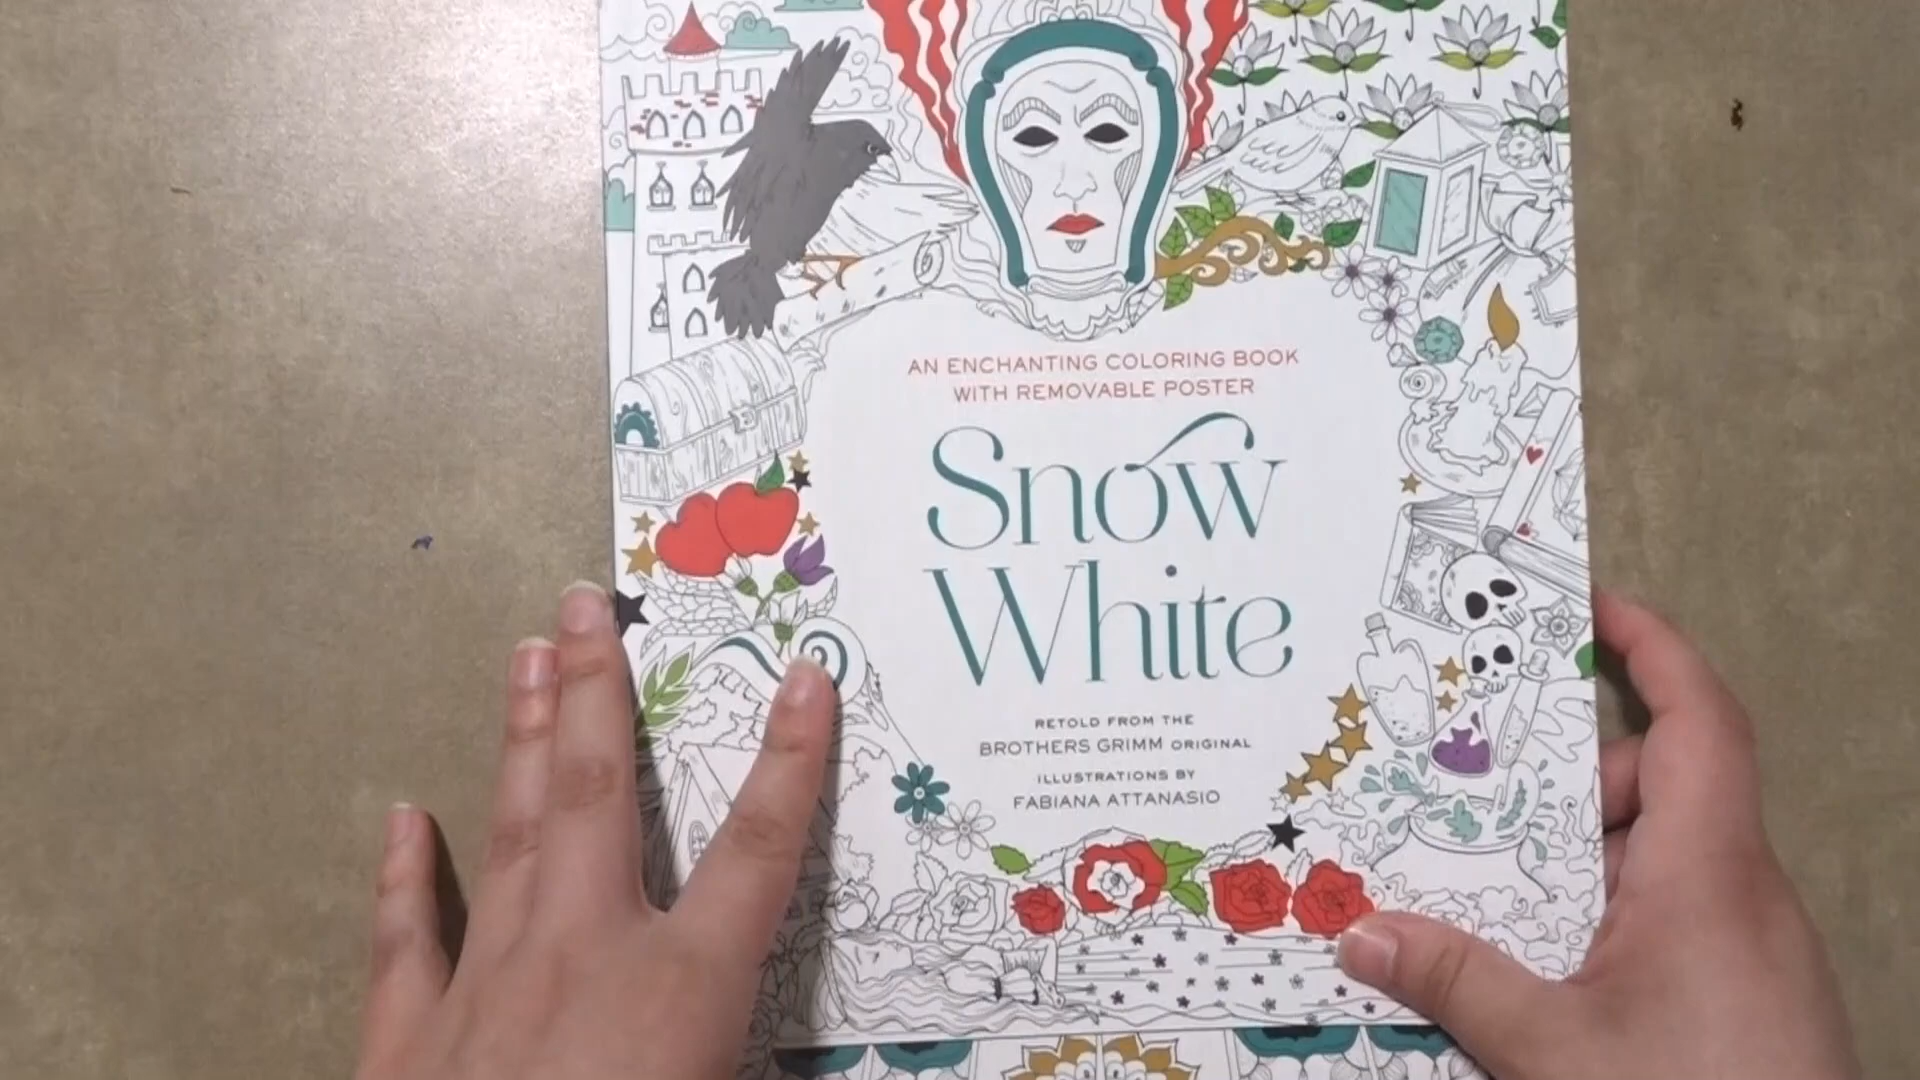 AN ENCHANTING COLORING BOOK
WITH REMOVABLE POSTER
Snow
White
RETOLD FROM THE
BROTHERS GRIMM ORIGINAL
ILLUSTRATIONS BY
FABIANA ATTANASIO